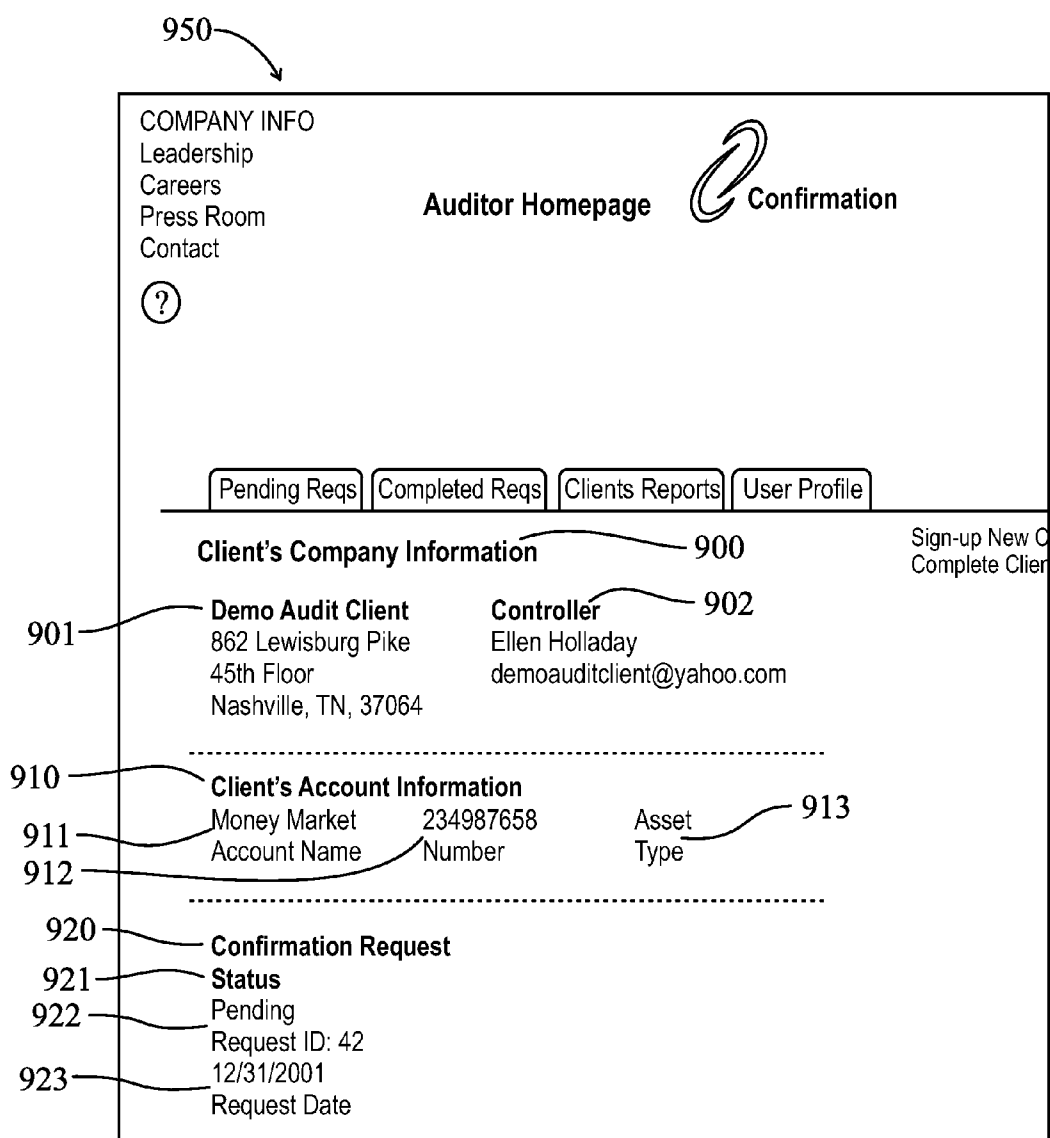 950
COMPANY INFO
Leadership
Careers
Press Room
Contact
?
Auditor Homepage
Confirmation
Pending Reqs Completed Reqs Clients Reports User Profile
Client's Company Information 900
Sign-up New C
Complete Clien
901 Demo Audit Client
862 Lewisburg Pike
45th Floor
Nashville, TN, 37064
Controller 902
Ellen Holladay
demoauditclient@yahoo.com
910 Client's Account Information
911 Money Market 234987658 Asset 913
912 Account Name Number Type
920 Confirmation Request
921 Status
922 Pending
Request ID: 42
923 12/31/2001
Request Date